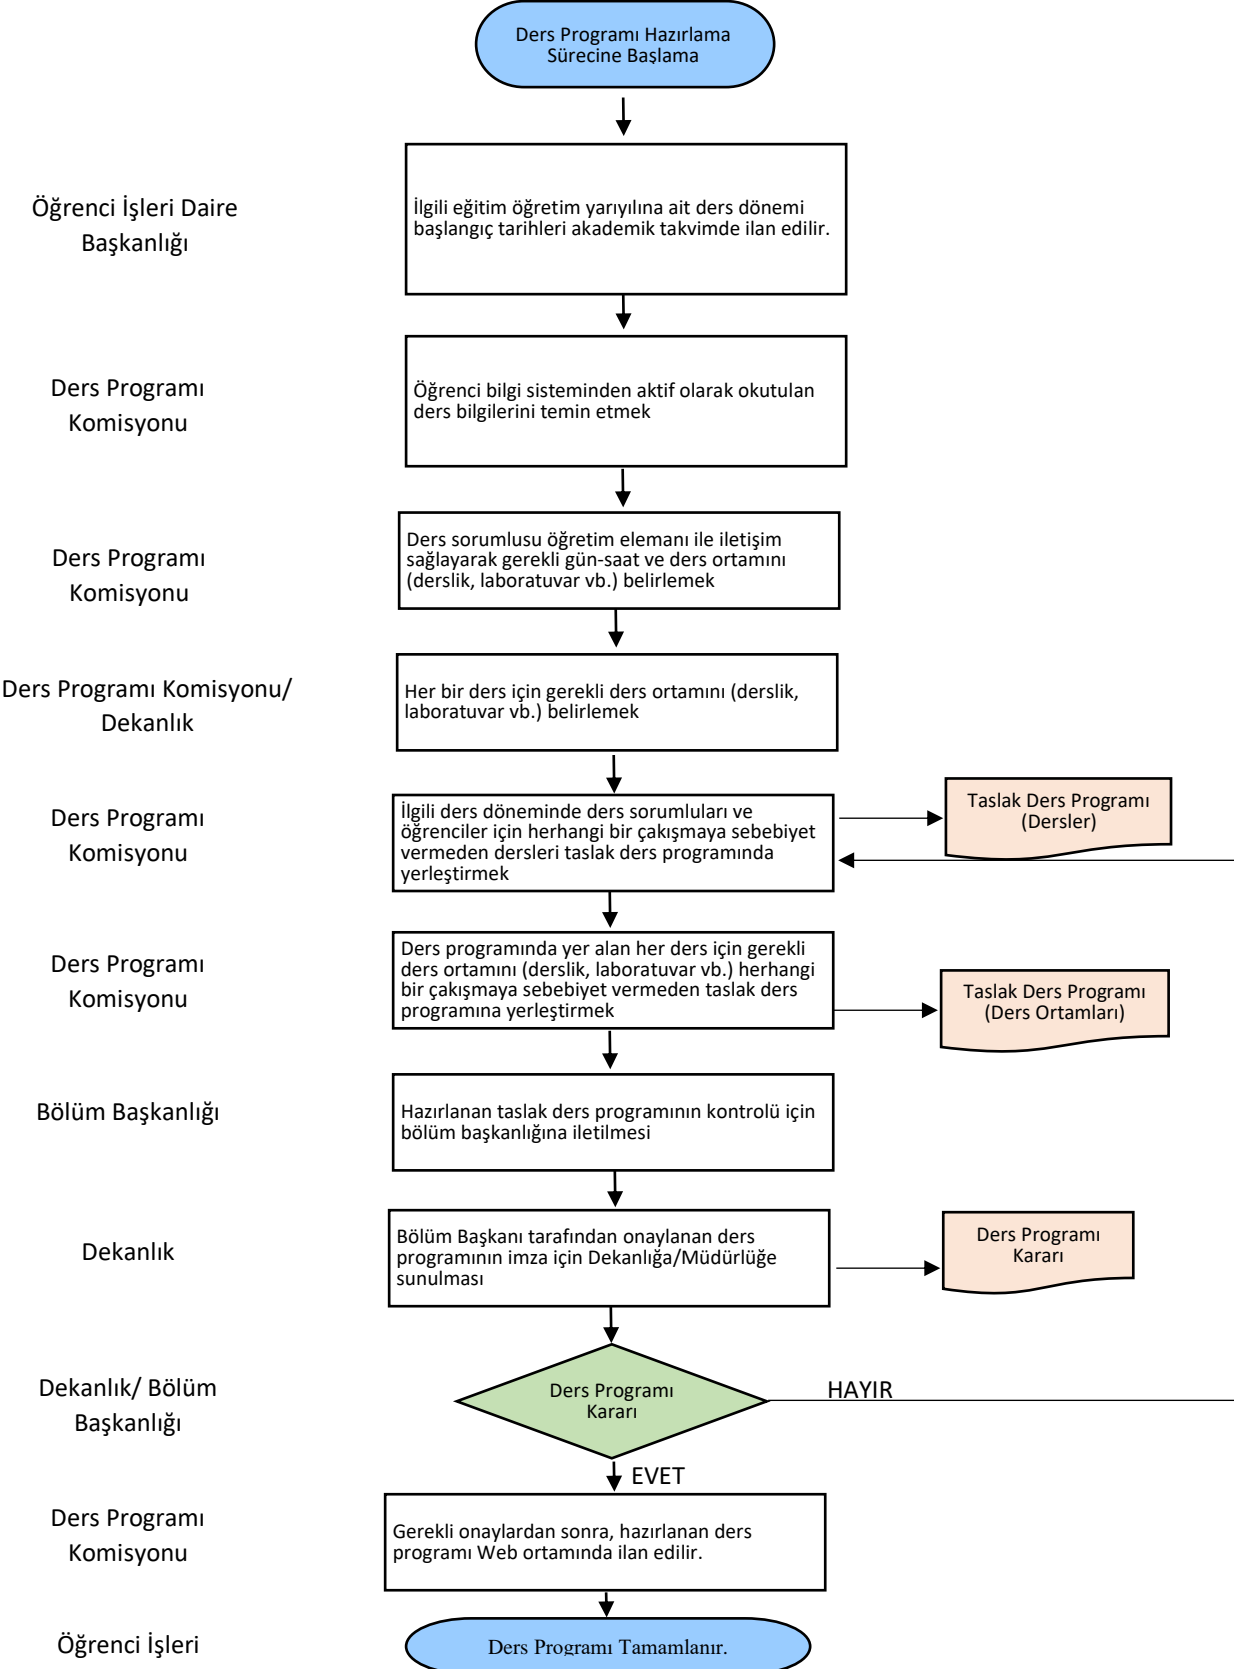 Ders Programı Hazırlama
Sürecine Başlama
Öğrenci İşleri Daire
Başkanlığı
İlgili eğitim öğretim yarıyılına ait ders dönemi
başlangıç tarihleri akademik takvimde ilan edilir.
Ders Programı
Komisyonu
Öğrenci bilgi sisteminden aktif olarak okutulan
ders bilgilerini temin etmek
Ders Programı
Komisyonu
Ders sorumlusu öğretim elemanı ile iletişim
sağlayarak gerekli gün-saat ve ders ortamını
(derslik, laboratuvar vb.) belirlemek
Ders Programı Komisyonu/
Dekanlık
Her bir ders için gerekli ders ortamını (derslik,
laboratuvar vb.) belirlemek
Ders Programı
Komisyonu
İlgili ders döneminde ders sorumluları ve
öğrenciler için herhangi bir çakışmaya sebebiyet
vermeden dersleri taslak ders programında
yerleştirmek
Taslak Ders Programı
(Dersler)
Ders Programı
Komisyonu
Ders programında yer alan her ders için gerekli
ders ortamını (derslik, laboratuvar vb.) herhangi
bir çakışmaya sebebiyet vermeden taslak ders
programına yerleştirmek
Taslak Ders Programı
(Ders Ortamları)
Bölüm Başkanlığı
Hazırlanan taslak ders programının kontrolü için
bölüm başkanlığına iletilmesi
Dekanlık
Bölüm Başkanı tarafından onaylanan ders
programının imza için Dekanlığa/Müdürlüğe
sunulması
Ders Programı
Kararı
Dekanlık/ Bölüm
Başkanlığı
Ders Programı
Kararı
HAYIR
EVET
Ders Programı
Komisyonu
Gerekli onaylardan sonra, hazırlanan ders
programı Web ortamında ilan edilir.
Öğrenci İşleri
Ders Programı Tamamlanır.